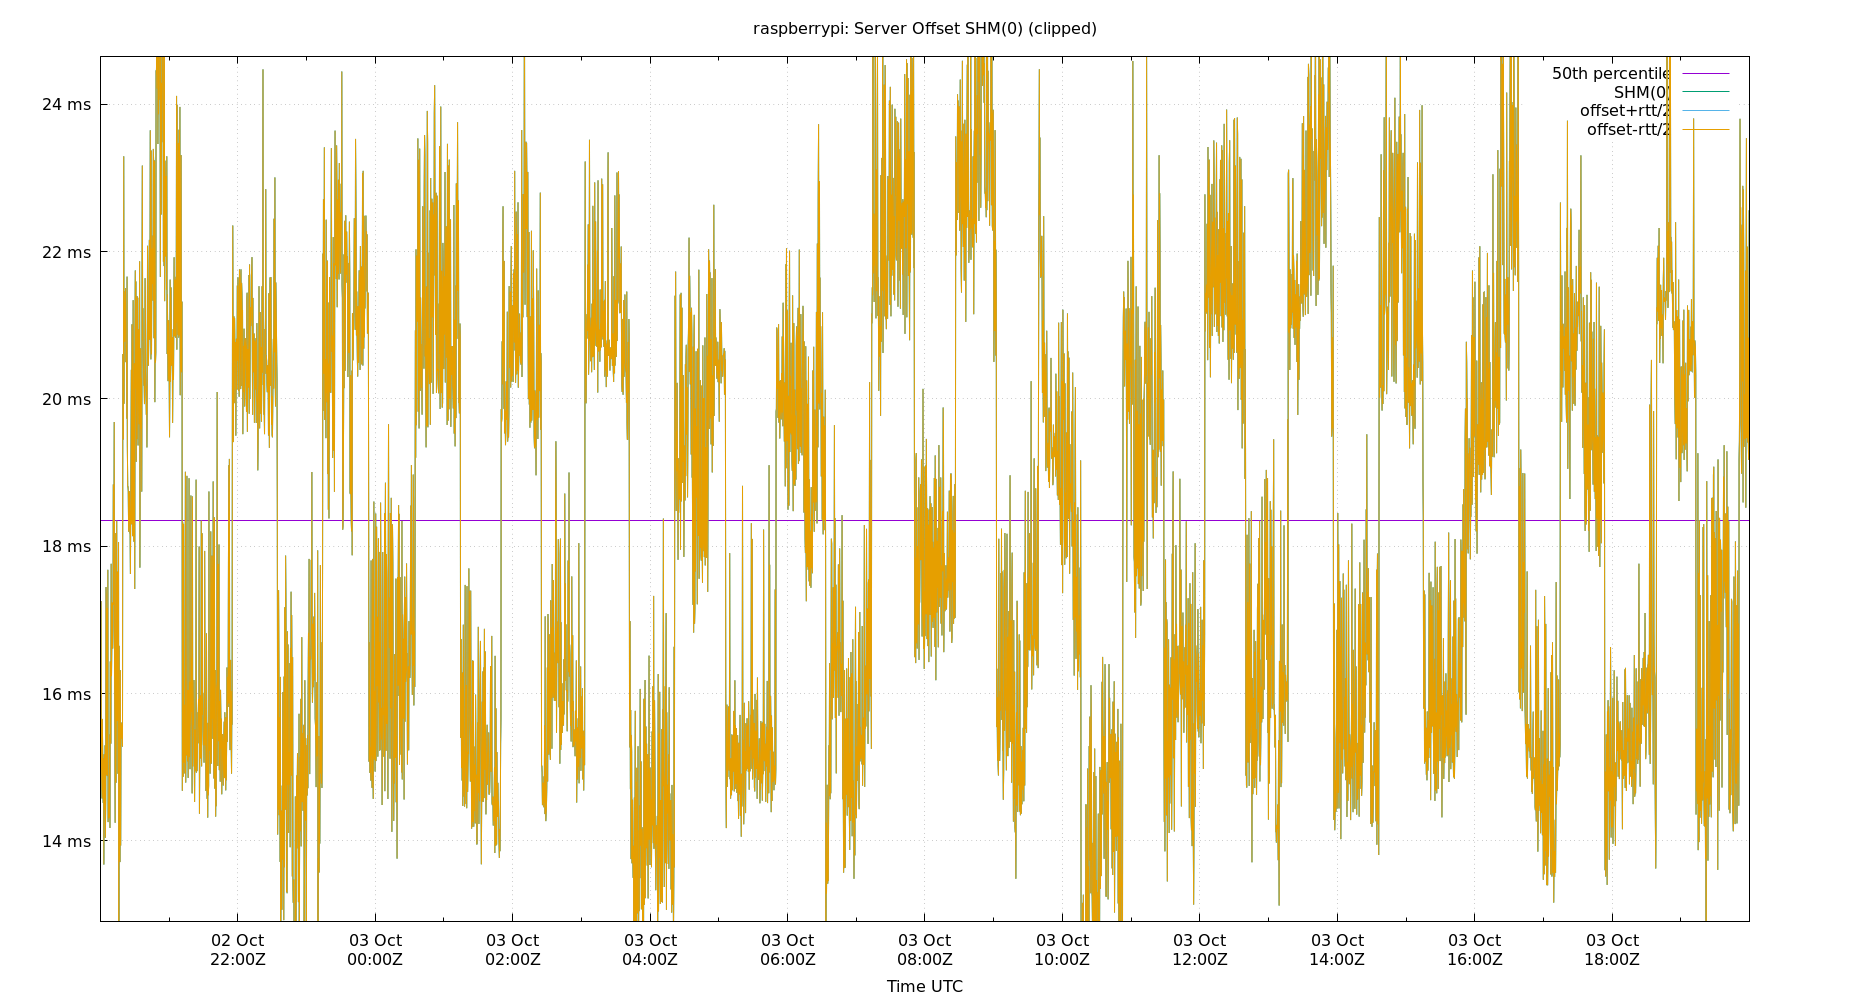 raspberrypi: Server Offset SHM(0) (clipped)
50th percentile
SHM(0)
offset+rtt/2
offset-rtt/2
24 ms
22 ms
20 ms
18 ms
16 ms
14 ms
02 Oct 03 Oct 03 Oct 03 Oct 03 Oct 03 Oct 03 Oct 03 Oct 03 Oct 03 Oct 03 Oct
22:00Z 00:00Z 02:00Z 04:00Z 06:00Z 08:00Z 10:00Z 12:00Z 14:00Z 16:00Z 18:00Z
Time UTC